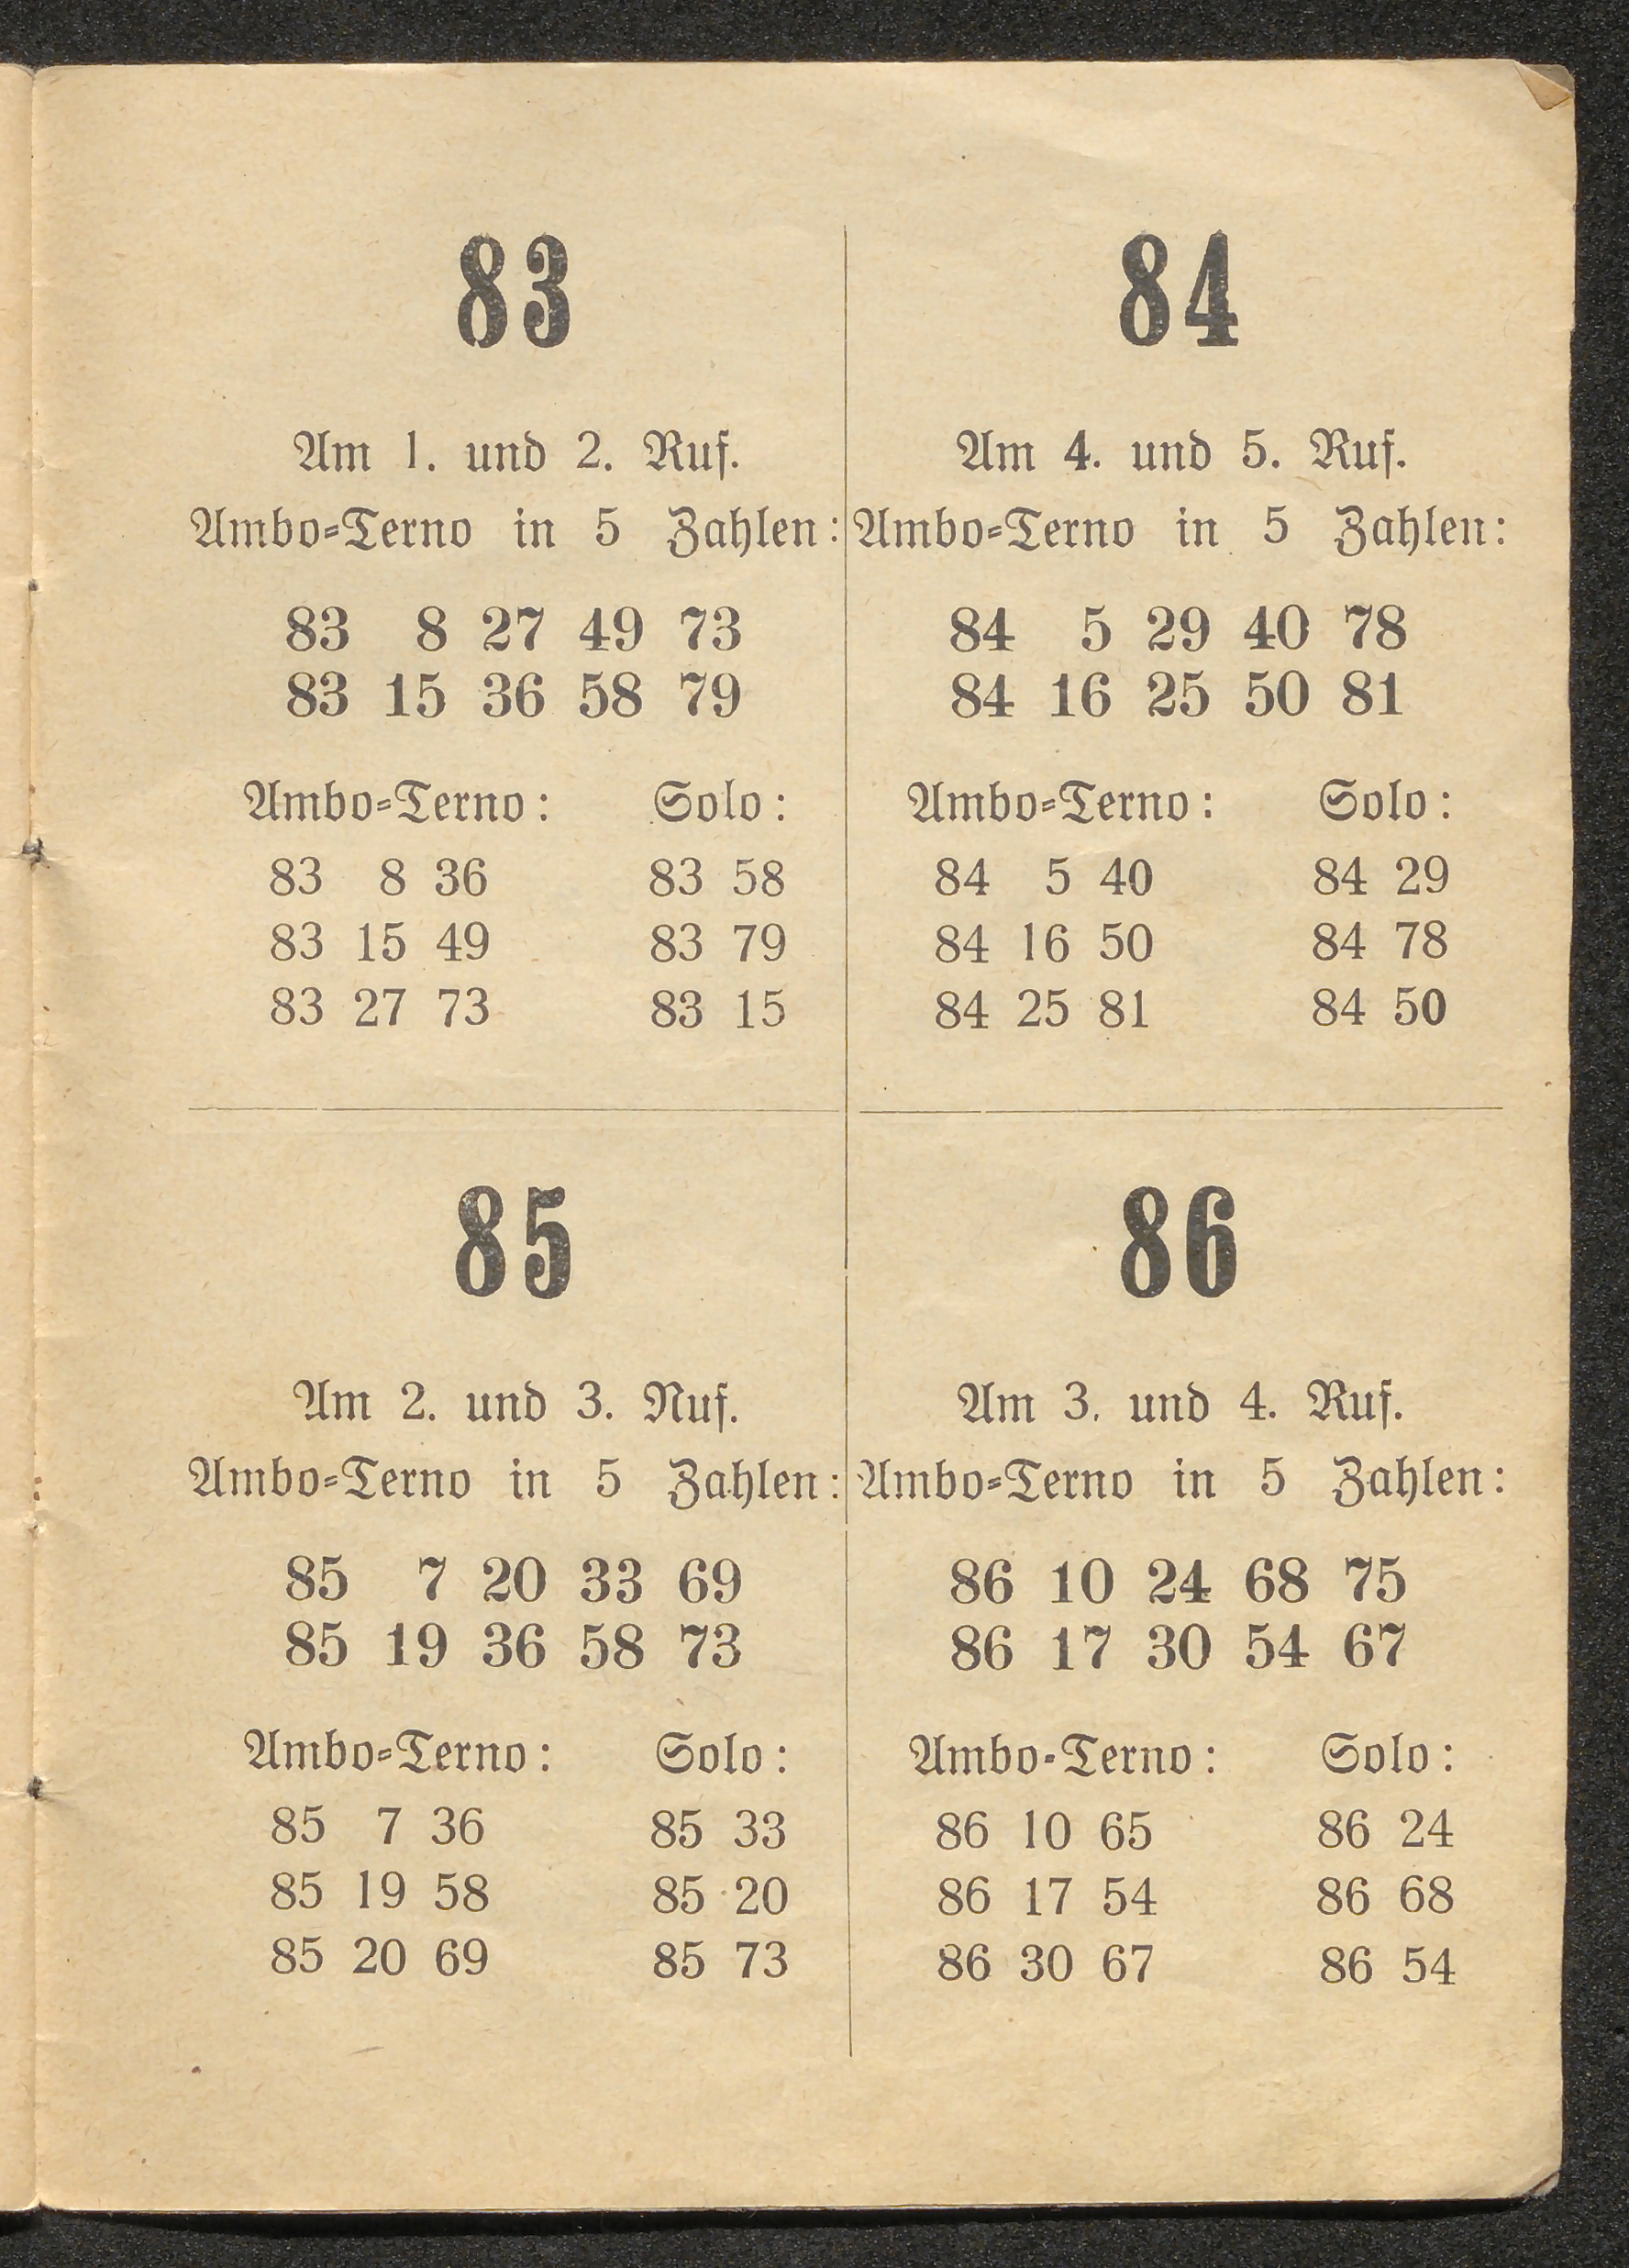 83
Am 1. und 2. Ruf.
Ambo=Terno in 5 Zahlen:
83 8 27 49 73
83 15 36 58 79
Ambo=Terno: Solo:
83 8 36 83 58
83 15 49 83 79
83 27 73 83 15
84
Am 4. und 5. Ruf.
Ambo=Terno in 5 Zahlen:
84 5 29 40 78
84 16 25 50 81
Ambo=Terno: Solo:
84 5 40 84 29
84 16 50 84 78
84 25 81 84 50
85
Am 2. und 3. Nuf.
Ambo=Terno in 5 Zahlen:
85 7 20 33 69
85 19 36 58 73
Ambo=Terno: Solo:
85 7 36 85 33
85 19 58 85 20
85 20 69 85 73
86
Am 3. und 4. Ruf.
Ambo=Terno in 5 Zahlen:
86 10 24 68 75
86 17 30 54 67
Ambo-Terno: Solo:
86 10 65 86 24
86 17 54 86 68
86 30 67 86 54